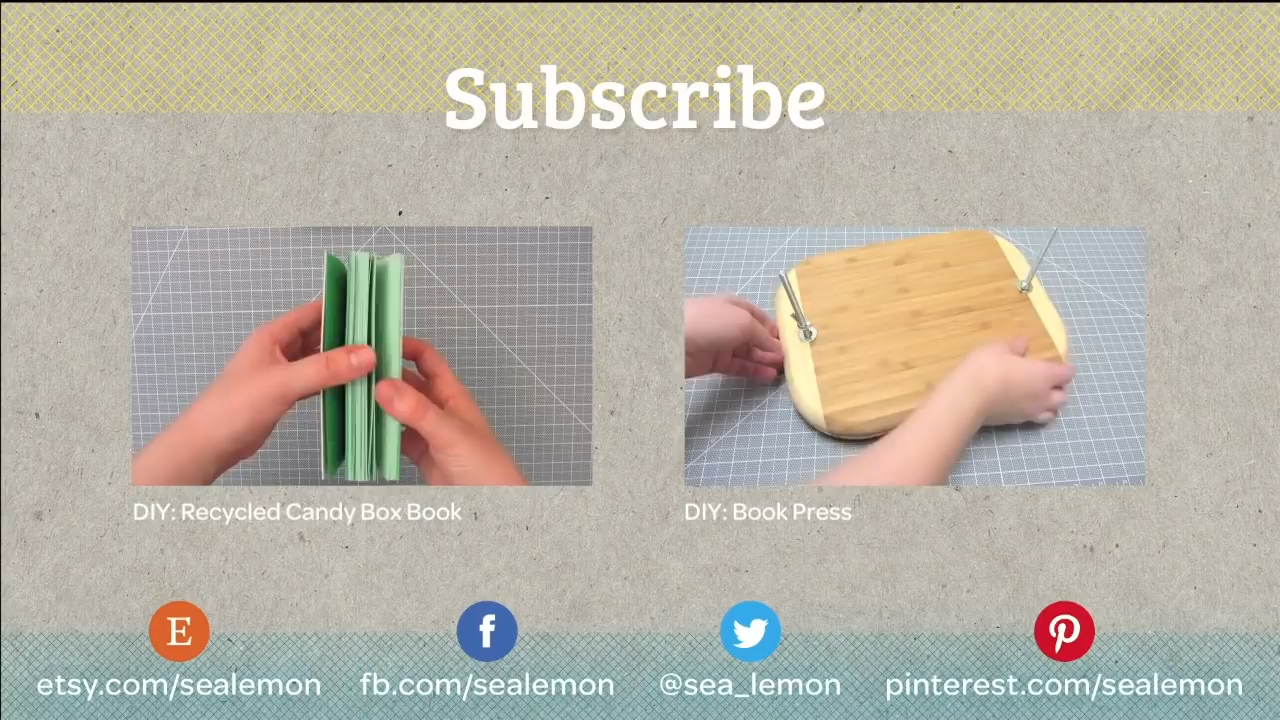 Subscribe
DIY: Recycled Candy Box Book
DIY: Book Press
E
f
etsy.com/sealemon
fb.com/sealemon
@sea_lemon
pinterest.com/sealemon